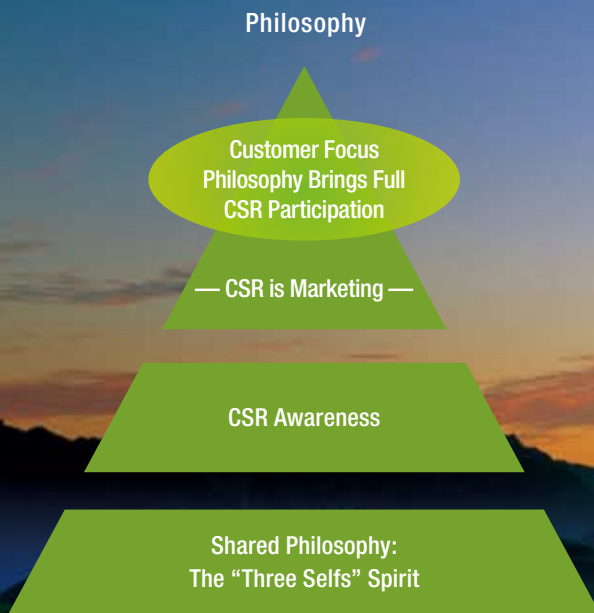 Philosophy
Customer Focus
Philosophy Brings Full
CSR Participation
— CSR is Marketing —
CSR Awareness
Shared Philosophy:
The “Three Selfs” Spirit